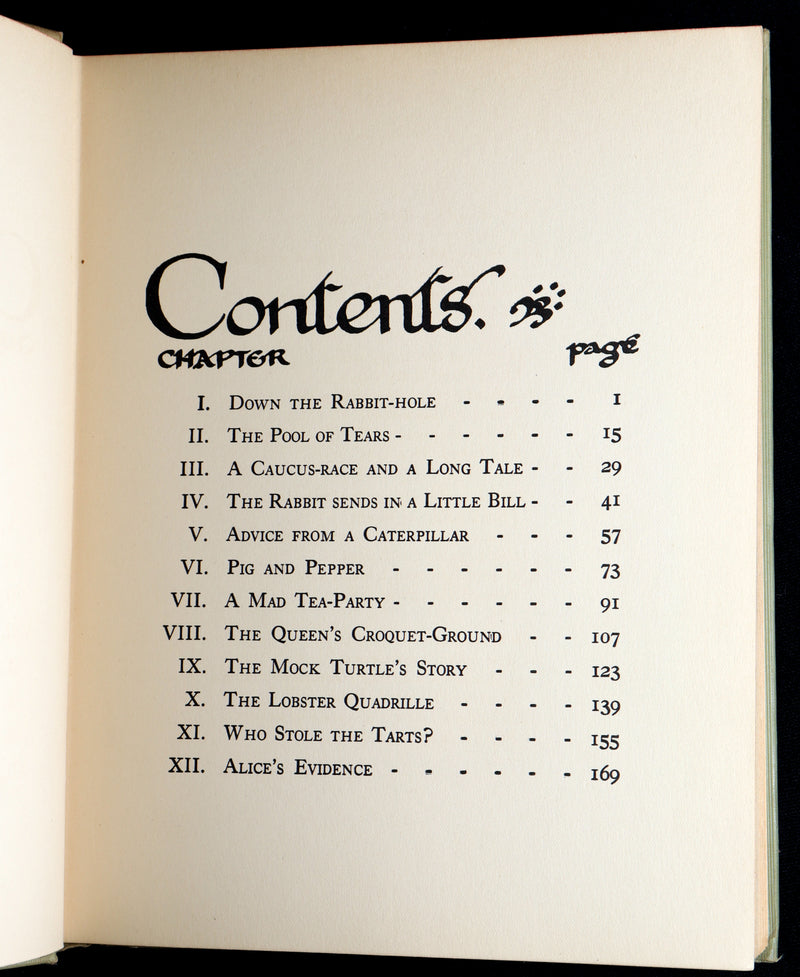 Contents.
CHAPTER page
I. DOWN THE RABBIT-HOLE - - - - 1
II. THE POOL OF TEARS - - - - - - 15
III. A CAUCUS-RACE AND A LONG TALE - - 29
IV. THE RABBIT SENDS IN A LITTLE BILL - - 41
V. ADVICE FROM A CATERPILLAR - - - 57
VI. PIG AND PEPPER - - - - - - 73
VII. A MAD TEA-PARTY - - - - - - 91
VIII. THE QUEEN'S CROQUET-GROUND - - 107
IX. THE MOCK TURTLE'S STORY - - - 123
X. THE LOBSTER QUADRILLE - - - - 139
XI. WHO STOLE THE TARTS? - - - - 155
XII. ALICE'S EVIDENCE - - - - - - 169